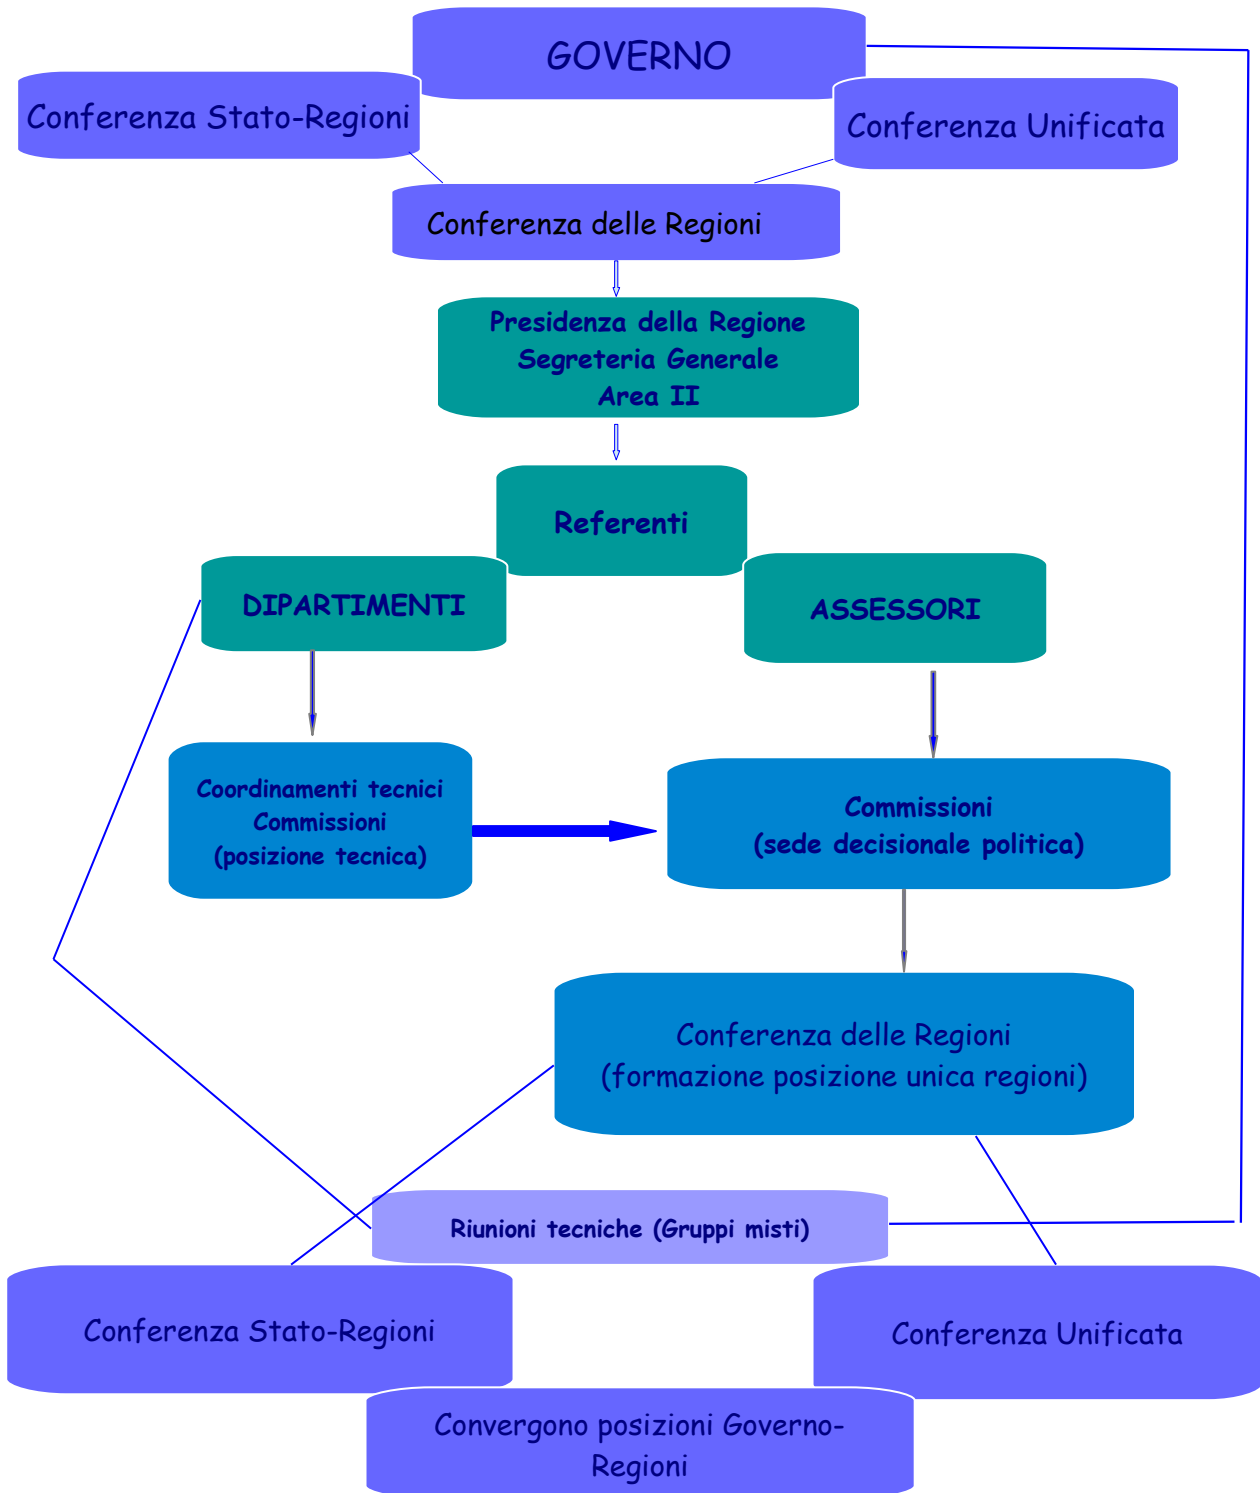 GOVERNO
Conferenza Stato-Regioni
Conferenza Unificata
Conferenza delle Regioni
Presidenza della Regione
Segreteria Generale
Area II
Referenti
DIPARTIMENTI
ASSESSORI
Coordinamenti tecnici
Commissioni
(posizione tecnica)
Commissioni
(sede decisionale politica)
Conferenza delle Regioni
(formazione posizione unica regioni)
Riunioni tecniche (Gruppi misti)
Conferenza Stato-Regioni
Conferenza Unificata
Convergono posizioni Governo-
Regioni